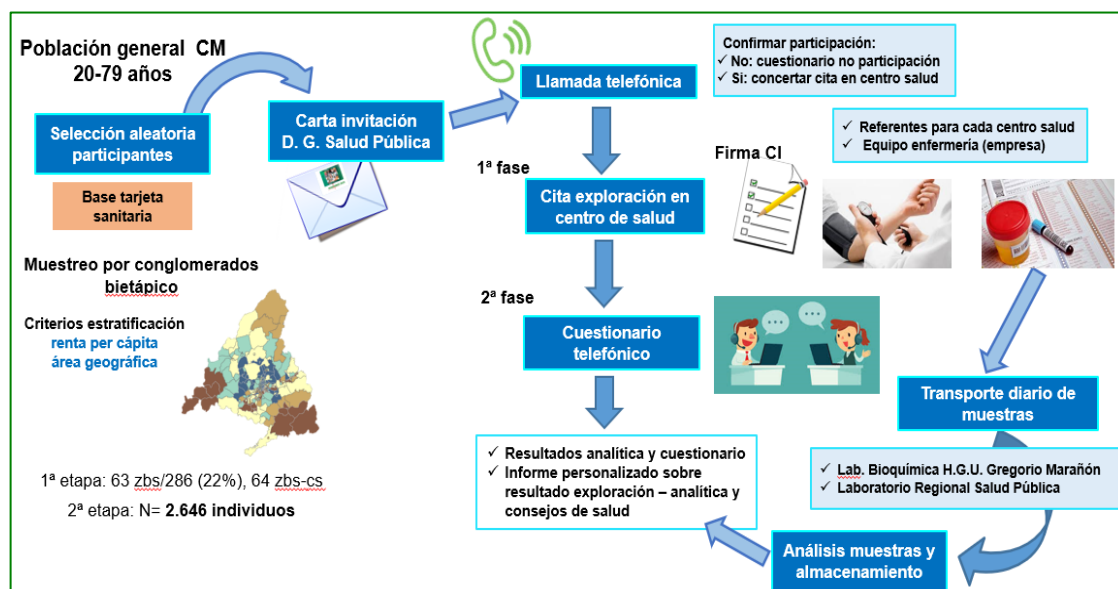 Población general CM
20-79 años
Selección aleatoria
participantes
Base tarjeta
sanitaria
Carta invitación
D. G. Salud Pública
Llamada telefónica
Confirmar participación:
✓ No: cuestionario no participación
✓ Sí: concertar cita en centro salud
✓ Referentes para cada centro salud
✓ Equipo enfermería (empresa)
1ª fase
Firma CI
Cita exploración en
centro de salud
Muestreo por conglomerados
bietápico
Criterios estratificación
renta per cápita
área geográfica
2ª fase
Cuestionario
telefónico
Transporte diario de
muestras
1ª etapa: 63 zbs/286 (22%), 64 zbs-cs
2ª etapa: N= 2.646 individuos
✓ Resultados analítica y cuestionario
✓ Informe personalizado sobre
resultado exploración – analítica y
consejos de salud
✓ Lab. Bioquímica H.G.U. Gregorio Marañón
✓ Laboratorio Regional Salud Pública
Análisis muestras y
almacenamiento